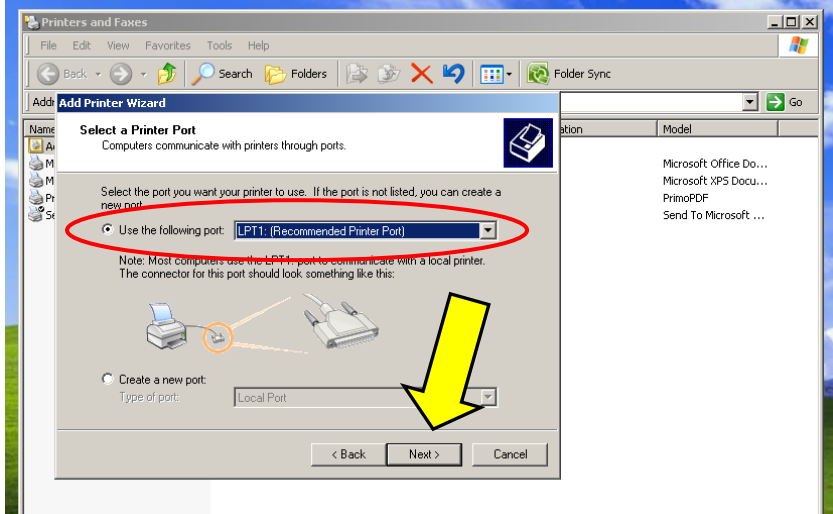 Printers and Faxes
File Edit View Favorites Tools Help
Back Search Folders Folder Sync
Addr Go
Add Printer Wizard
Name ation Model
Select a Printer Port
Computers communicate with printers through ports.
A
M Microsoft Office Do...
M Microsoft XPS Docu...
Pr PrimoPDF
Se Send To Microsoft ...
Select the port you want your printer to use. If the port is not listed, you can create a
new port.
Use the following port: LPT1: (Recommended Printer Port)
Note: Most computers use the LPT1: port to communicate with a local printer.
The connector for this port should look something like this:
Create a new port:
Type of port: Local Port
< Back Next > Cancel